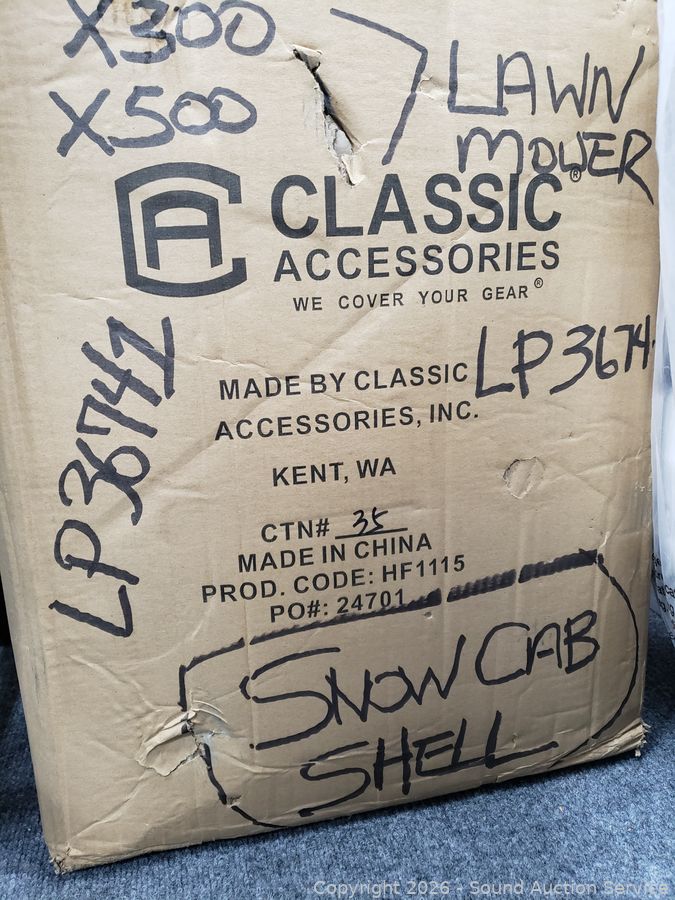 X300
X500
LAWN
MOWER
CA
CLASSIC®
ACCESSORIES
WE COVER YOUR GEAR®
LP36742
LP3674
MADE BY CLASSIC
ACCESSORIES, INC.
KENT, WA
CTN# 35
MADE IN CHINA
PROD. CODE: HF1115
PO#: 24701
SNOW CAB
SHELL
Copyright 2026 - Sound Auction Service